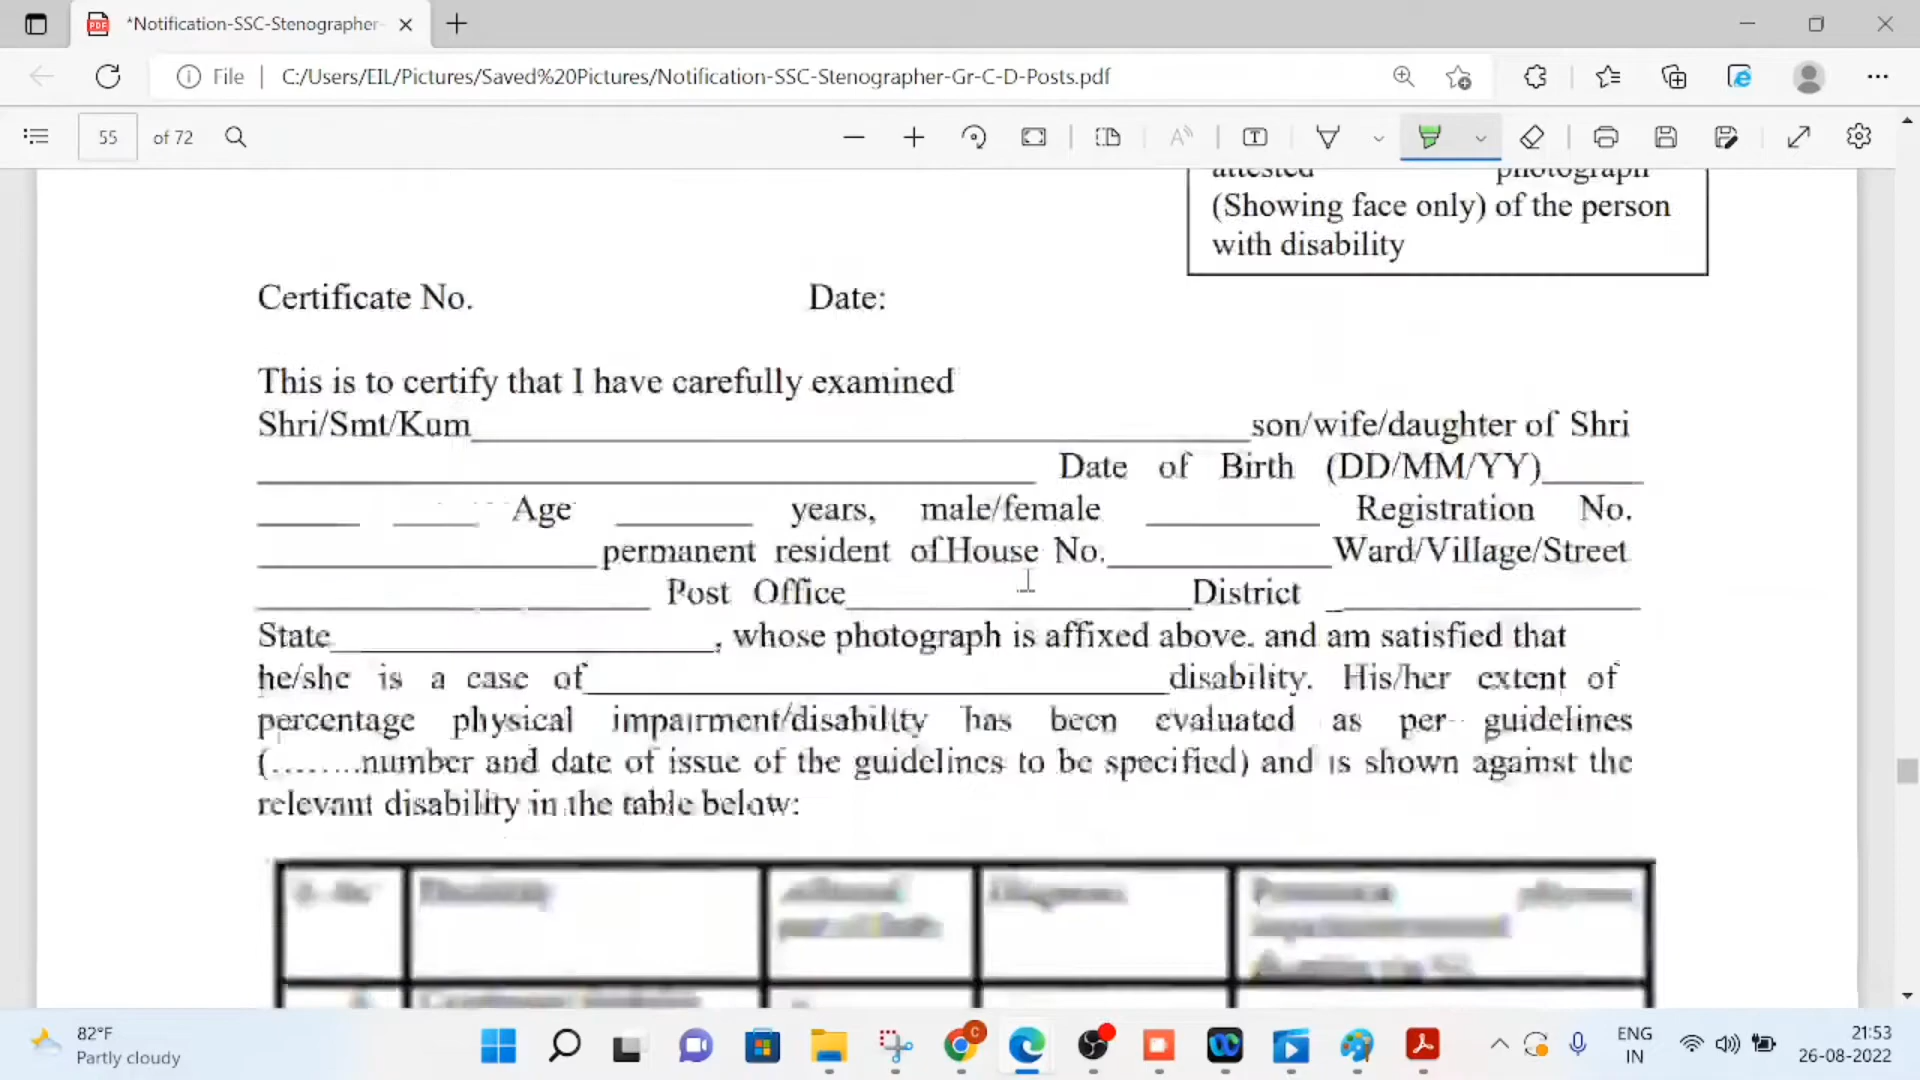 *Notification-SSC-Stenographer-
File
C:/Users/EIL/Pictures/Saved%20Pictures/Notification-SSC-Stenographer-Gr-C-D-Posts.pdf
55 of 72
attested photograph
(Showing face only) of the person
with disability
Certificate No. Date:
This is to certify that I have carefully examined
Shri/Smt/Kum son/wife/daughter of Shri
Date of Birth (DD/MM/YY)
Age years, male/female Registration No.
permanent resident of House No. Ward/Village/Street
Post Office District
State , whose photograph is affixed above. and am satisfied that
he/she is a case of disability. His/her extent of
percentage physical impairment/disability has been evaluated as per guidelines
(........number and date of issue of the guidelines to be specified) and is shown against the
relevant disability in the table below:
82°F
Partly cloudy
ENG
IN
21:53
26-08-2022